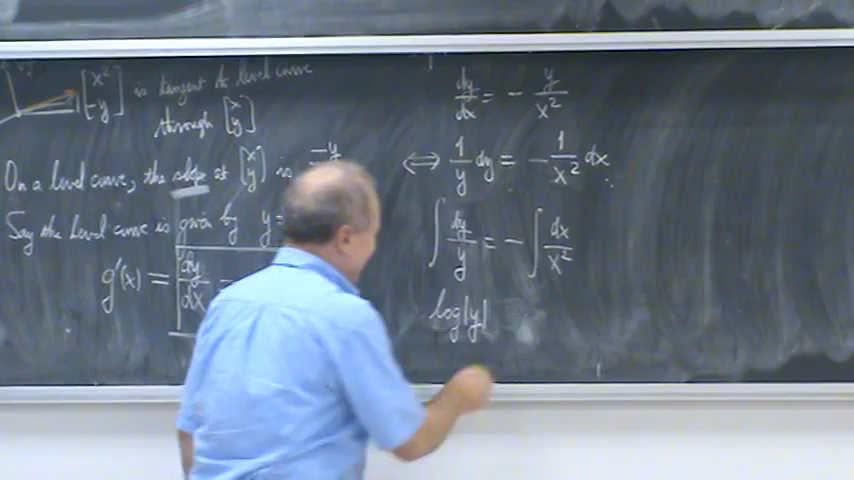 [x² -y] is tangent to level curve
through [x y]
On a level curve, the slope at [x y] is -y
Say the level curve is given by y =
g'(x) = dy/dx =
dy/dx = - y/x²
⇔ 1/y dy = - 1/x² dx
∫ dy/y = - ∫ dx/x²
log|y|